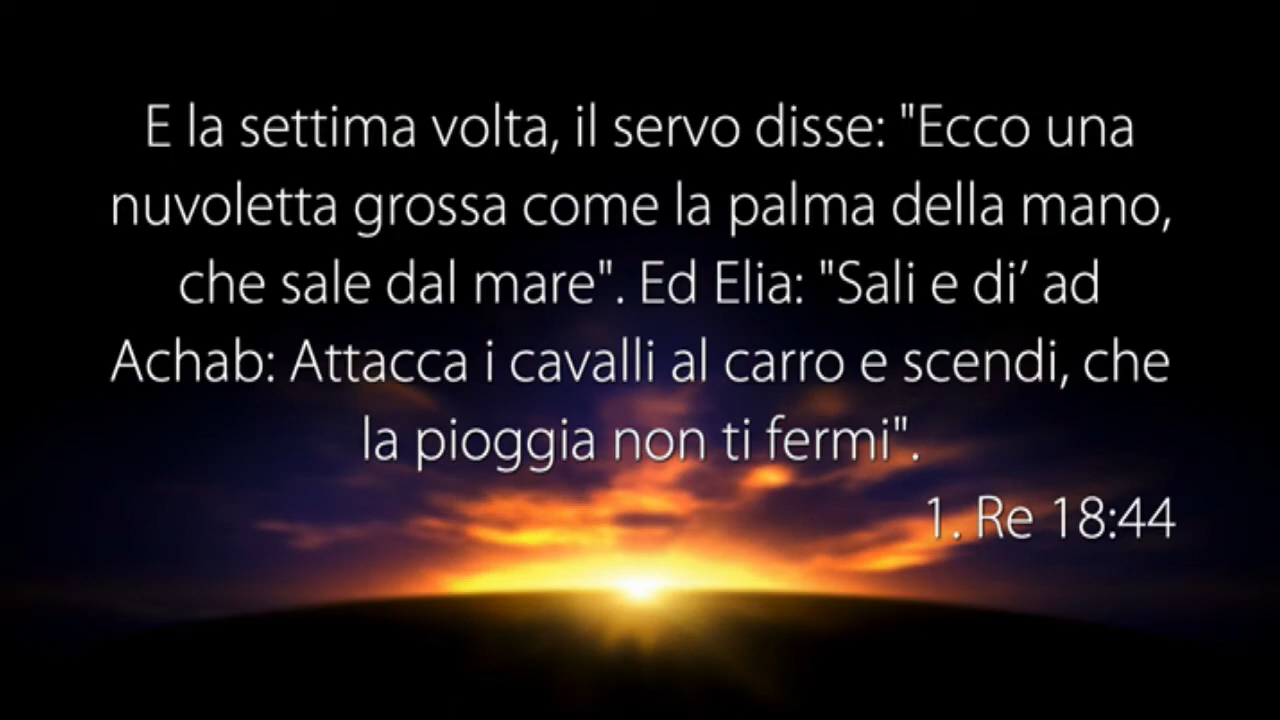 E la settima volta, il servo disse: "Ecco una
nuvoletta grossa come la palma della mano,
che sale dal mare". Ed Elia: "Sali e di’ ad
Achab: Attacca i cavalli al carro e scendi, che
la pioggia non ti fermi".
1. Re 18:44